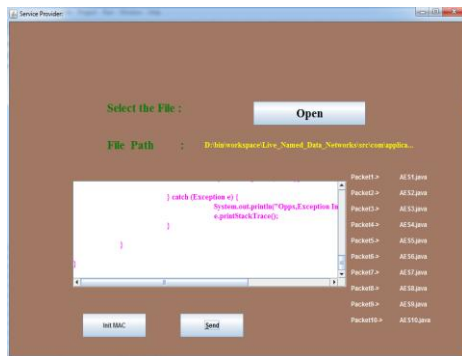 Service Provider:
Select the File :
Open
File Path :
D:\bin\workspace\Live_Named_Data_Networks\src\com\applica...
} catch (Exception e) {
System.out.println("Opps,Exception In
e.printStackTrace();
}
}
}
Packet1-> AES1.java
Packet2-> AES2.java
Packet3-> AES3.java
Packet4-> AES4.java
Packet5-> AES5.java
Packet6-> AES6.java
Packet7-> AES7.java
Packet8-> AES8.java
Packet9-> AES9.java
Packet10-> AES10.java
Init MAC
Send